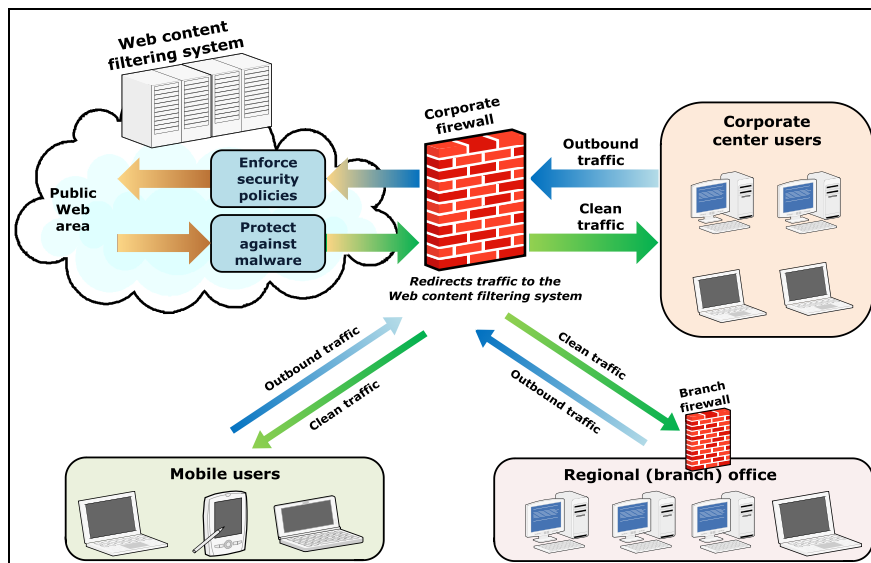 Web content
filtering system
Corporate
firewall
Corporate
center users
Outbound
traffic
Enforce
security
policies
Public
Web
area
Clean
traffic
Protect
against
malware
Redirects traffic to the
Web content filtering system
Outbound traffic
Clean traffic
Clean traffic
Outbound traffic
Branch
firewall
Mobile users
Regional (branch) office